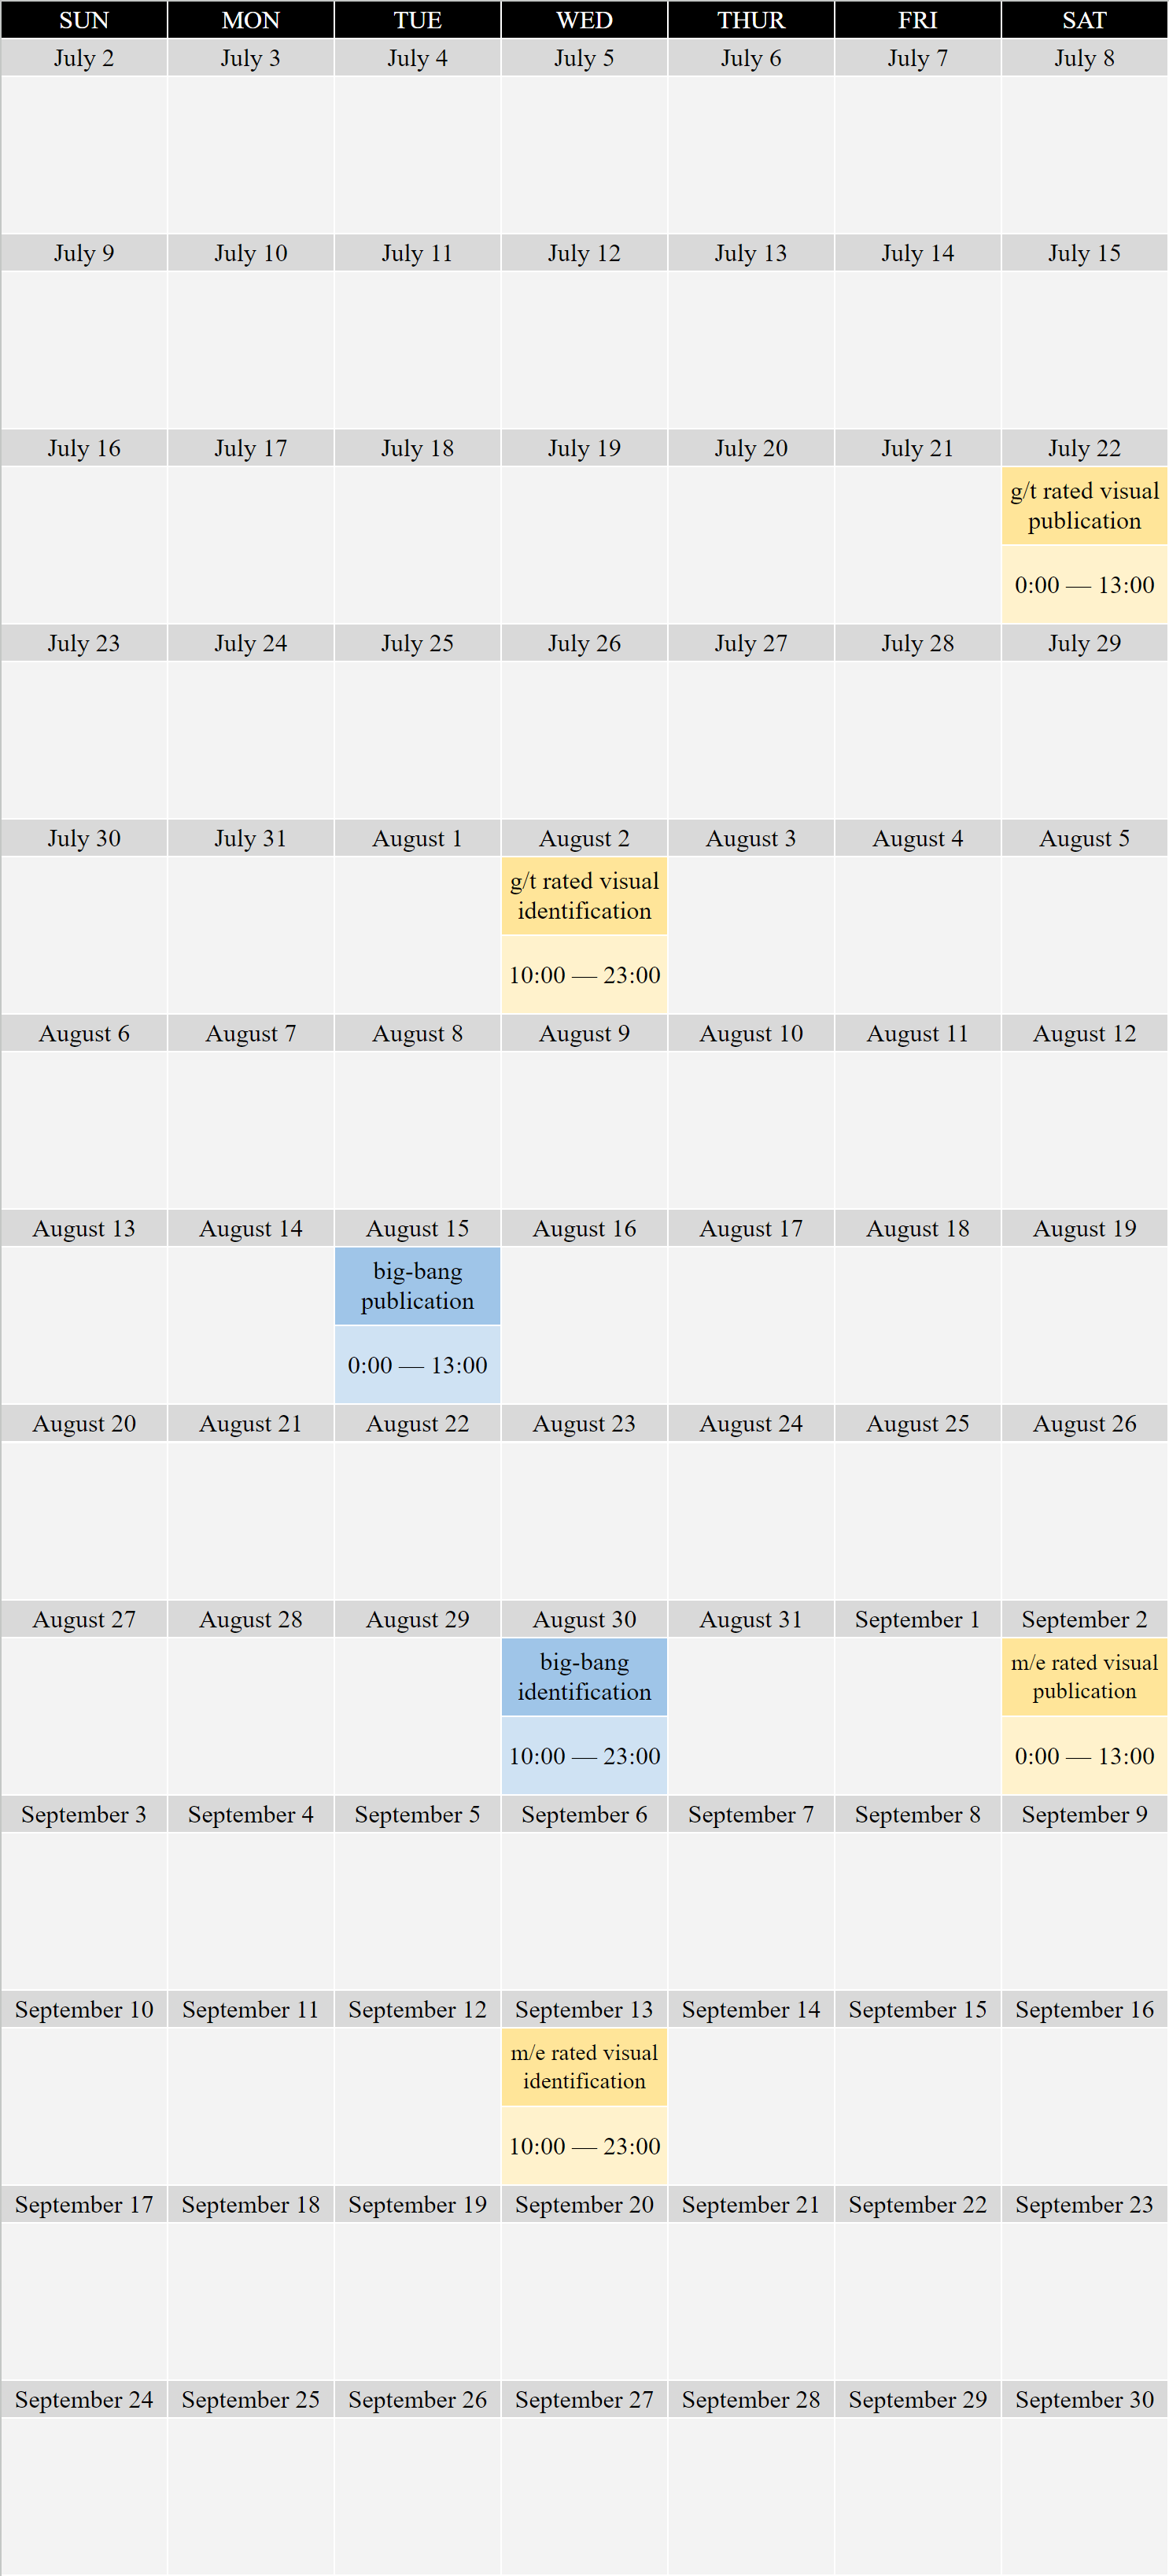 SUN MON TUE WED THUR FRI SAT
July 2 July 3 July 4 July 5 July 6 July 7 July 8
July 9 July 10 July 11 July 12 July 13 July 14 July 15
July 16 July 17 July 18 July 19 July 20 July 21 July 22
g/t rated visual
publication
0:00 — 13:00
July 23 July 24 July 25 July 26 July 27 July 28 July 29
July 30 July 31 August 1 August 2 August 3 August 4 August 5
g/t rated visual
identification
10:00 — 23:00
August 6 August 7 August 8 August 9 August 10 August 11 August 12
August 13 August 14 August 15 August 16 August 17 August 18 August 19
big-bang
publication
0:00 — 13:00
August 20 August 21 August 22 August 23 August 24 August 25 August 26
August 27 August 28 August 29 August 30 August 31 September 1 September 2
big-bang
identification
10:00 — 23:00
m/e rated visual
publication
0:00 — 13:00
September 3 September 4 September 5 September 6 September 7 September 8 September 9
September 10 September 11 September 12 September 13 September 14 September 15 September 16
m/e rated visual
identification
10:00 — 23:00
September 17 September 18 September 19 September 20 September 21 September 22 September 23
September 24 September 25 September 26 September 27 September 28 September 29 September 30